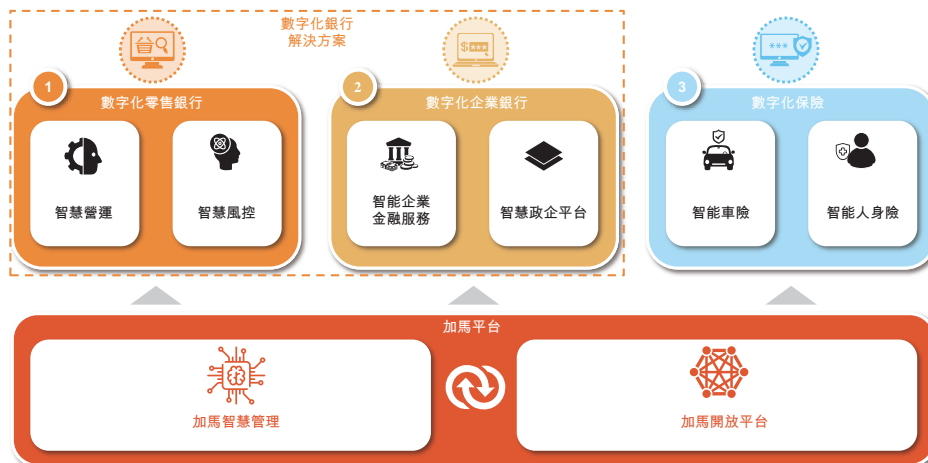 數字化銀行
解決方案
1
數字化零售銀行
智慧營運
智慧風控
2
$***
數字化企業銀行
智能企業
金融服務
智慧政企平台
3
***
數字化保險
智能車險
智能人身險
加馬平台
加馬智慧管理
加馬開放平台